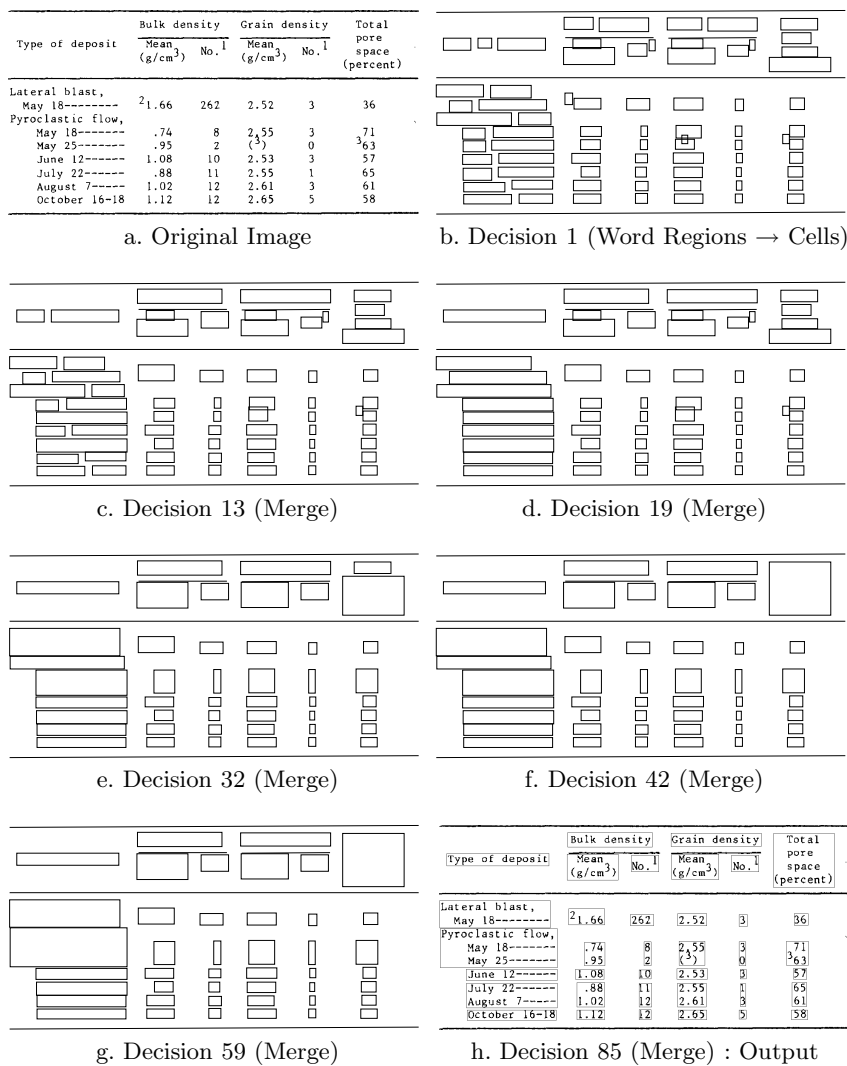 Bulk density Grain density Total
Type of deposit Mean No.1 Mean No.1 pore
(g/cm3) (g/cm3) space
(percent)
Lateral blast,
May 18-------- 21.66 262 2.52 3 36
Pyroclastic flow,
May 18------- .74 8 2.55 3 71
May 25------- .95 2 (3) 0 363
June 12------ 1.08 10 2.53 3 57
July 22------ .88 11 2.55 1 65
August 7----- 1.02 12 2.61 3 61
October 16-18 1.12 12 2.65 5 58
a. Original Image
b. Decision 1 (Word Regions → Cells)
c. Decision 13 (Merge)
d. Decision 19 (Merge)
e. Decision 32 (Merge)
f. Decision 42 (Merge)
Bulk density Grain density Total
Type of deposit Mean No.1 Mean No.1 pore
(g/cm3) (g/cm3) space
(percent)
Lateral blast,
May 18-------- 21.66 262 2.52 3 36
Pyroclastic flow,
May 18------- .74 8 2.55 3 71
May 25------- .95 2 (3) 0 363
June 12------ 1.08 10 2.53 3 57
July 22------ .88 11 2.55 1 65
August 7----- 1.02 12 2.61 3 61
October 16-18 1.12 12 2.65 5 58
g. Decision 59 (Merge)
h. Decision 85 (Merge) : Output